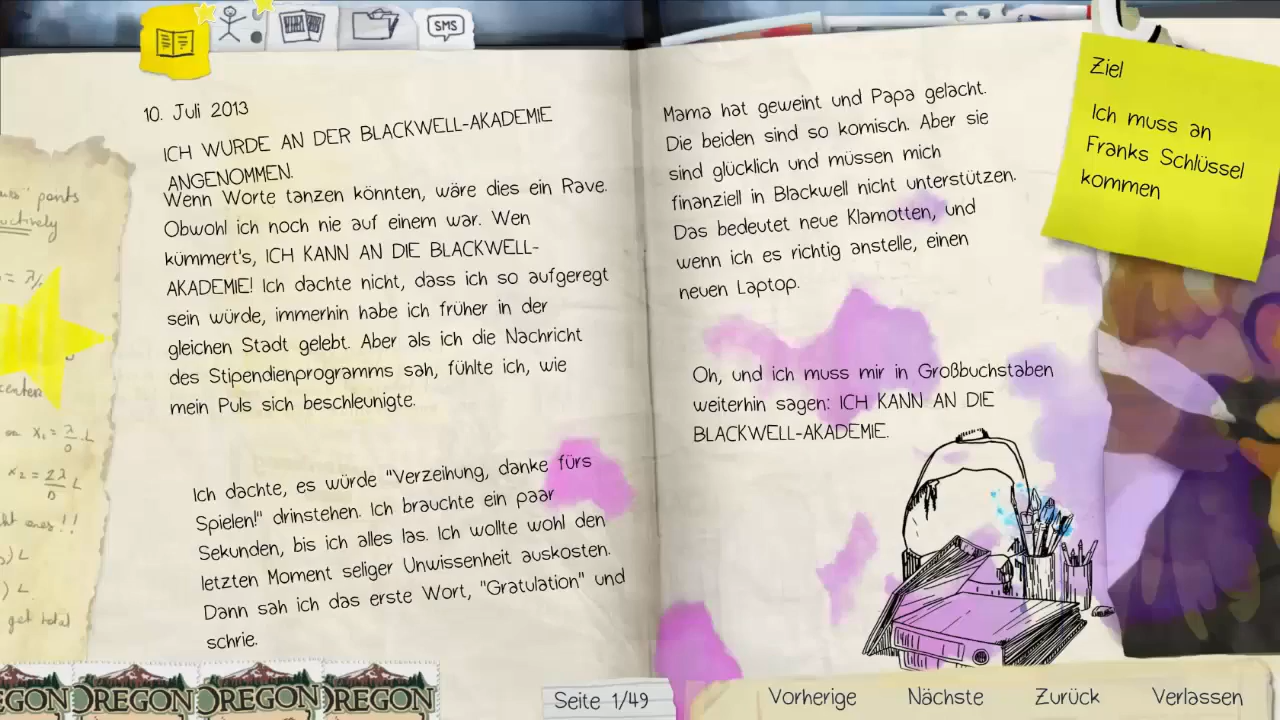 SMS
10. Juli 2013
ICH WURDE AN DER BLACKWELL-AKADEMIE
ANGENOMMEN.
Wenn Worte tanzen könnten, wäre dies ein Rave.
Obwohl ich noch nie auf einem war. Wen
kümmert's, ICH KANN AN DIE BLACKWELL-
AKADEMIE! Ich dachte nicht, dass ich so aufgeregt
sein würde, immerhin habe ich früher in der
gleichen Stadt gelebt. Aber als ich die Nachricht
des Stipendienprogramms sah, fühlte ich, wie
mein Puls sich beschleunigte.
Ich dachte, es würde "Verzeihung, danke fürs
Spielen!" drinstehen. Ich brauchte ein paar
Sekunden, bis ich alles las. Ich wollte wohl den
letzten Moment seliger Unwissenheit auskosten.
Dann sah ich das erste Wort, "Gratulation" und
schrie.
Mama hat geweint und Papa gelacht.
Die beiden sind so komisch. Aber sie
sind glücklich und müssen mich
finanziell in Blackwell nicht unterstützen.
Das bedeutet neue Klamotten, und
wenn ich es richtig anstelle, einen
neuen Laptop.
Oh, und ich muss mir in Großbuchstaben
weiterhin sagen: ICH KANN AN DIE
BLACKWELL-AKADEMIE.
Ziel
Ich muss an
Franks Schlüssel
kommen
points
get total
EGON OREGON OREGON OREGON
Seite 1/49
Vorherige Nächste Zurück Verlassen